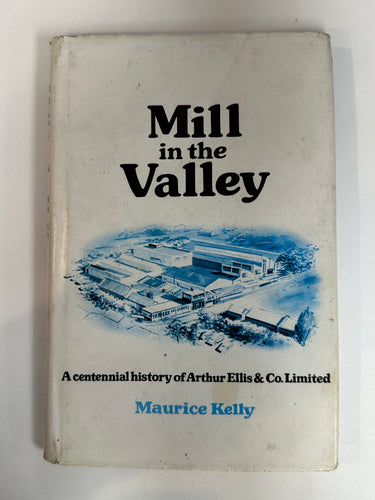 Mill
in the
Valley
A centennial history of Arthur Ellis & Co. Limited
Maurice Kelly